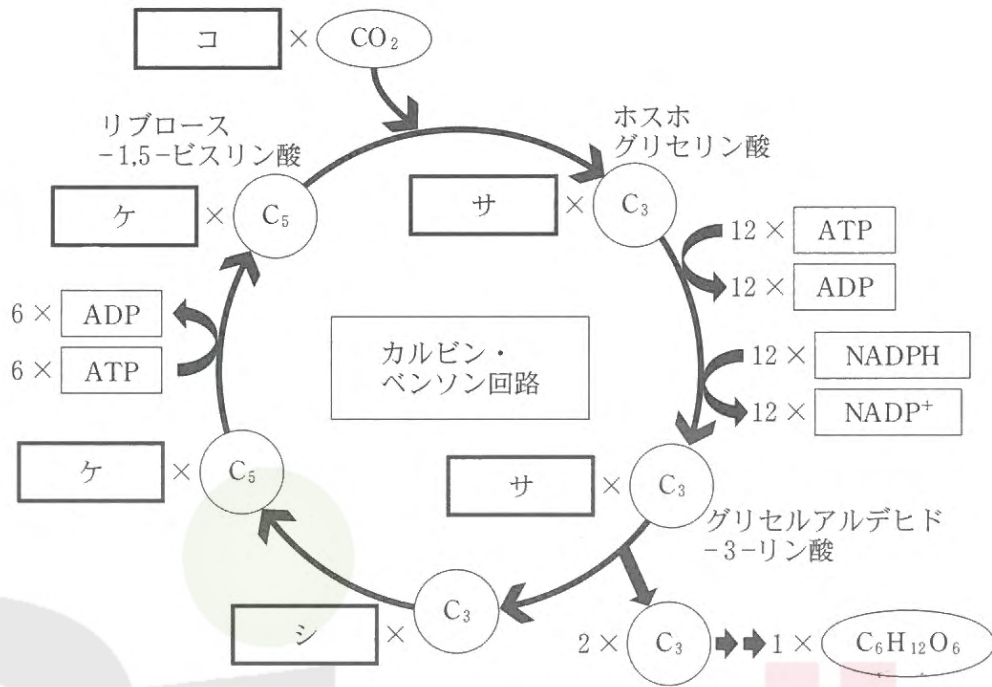 コ × CO₂
リブロース
-1,5-ビスリン酸
ホスホ
グリセリン酸
ケ × C₅
サ × C₃
12 × ATP
12 × ADP
6 × ADP
6 × ATP
カルビン・
ベンソン回路
12 × NADPH
12 × NADP⁺
ケ × C₅
サ × C₃
グリセルアルデヒド
-3-リン酸
シ × C₃
2 × C₃ 1 × C₆H₁₂O₆